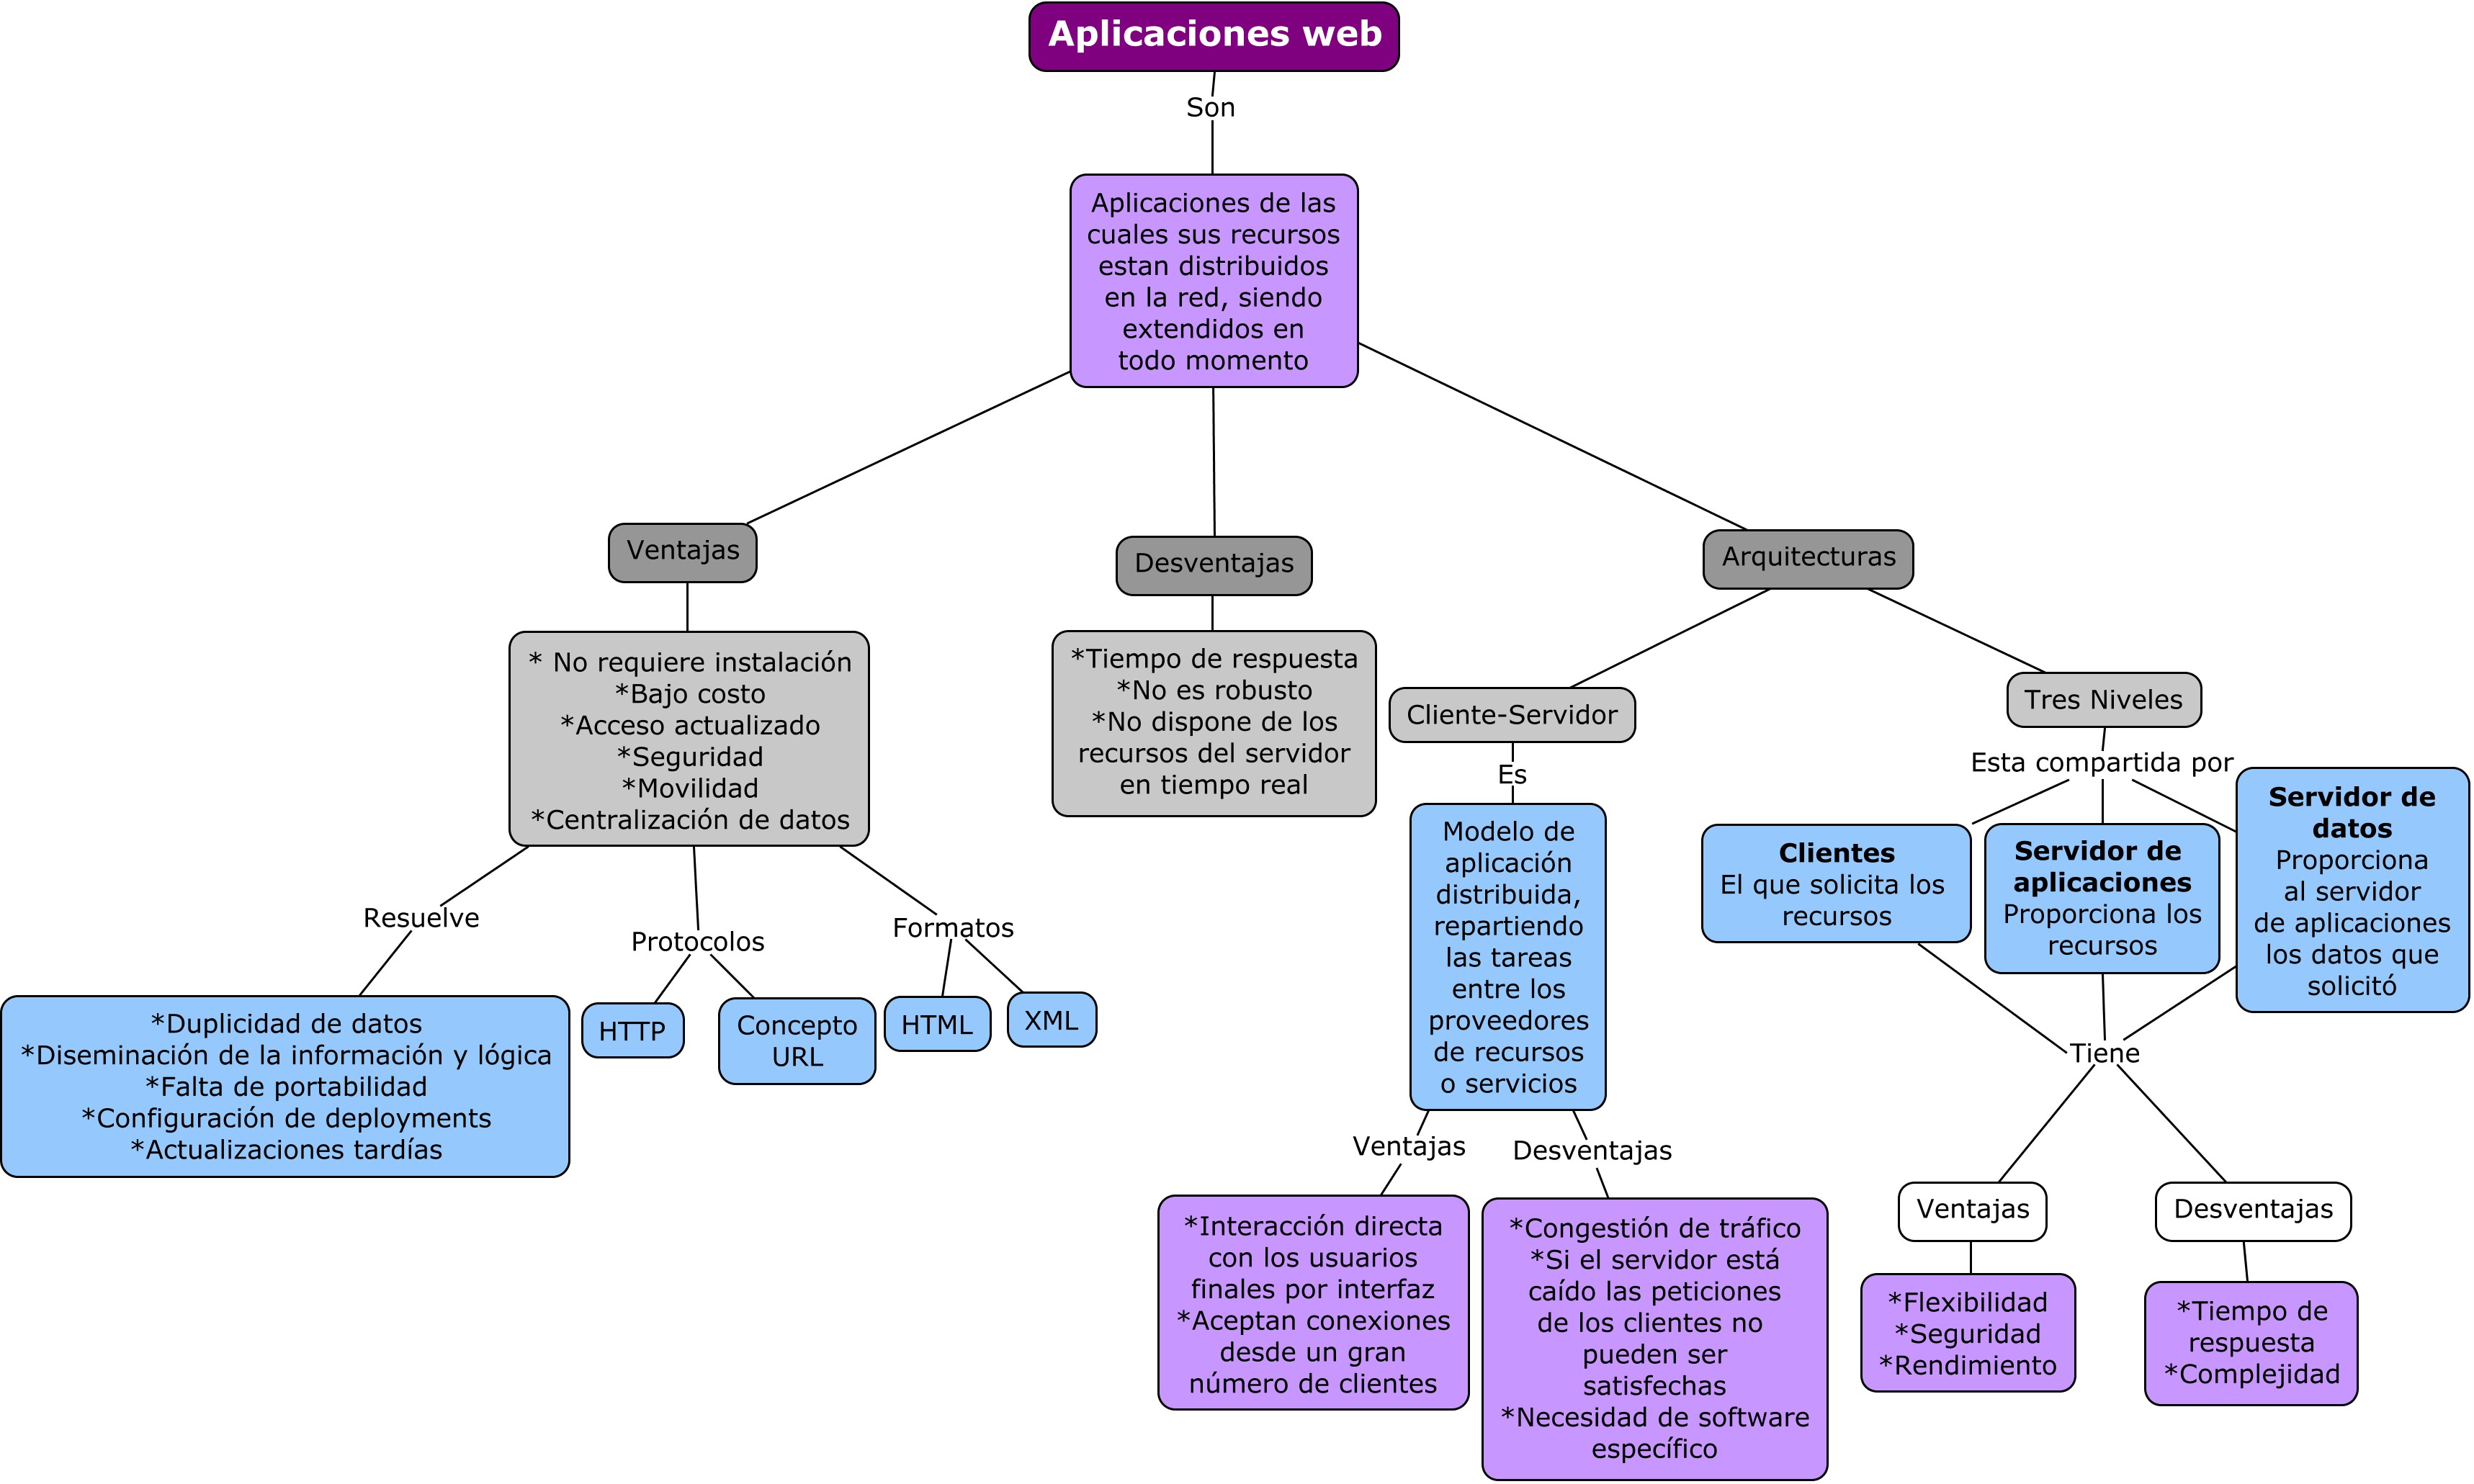 Aplicaciones web
Son
Aplicaciones de las
cuales sus recursos
estan distribuidos
en la red, siendo
extendidos en
todo momento
Ventajas
* No requiere instalación
*Bajo costo
*Acceso actualizado
*Seguridad
*Movilidad
*Centralización de datos
Resuelve
*Duplicidad de datos
*Diseminación de la información y lógica
*Falta de portabilidad
*Configuración de deployments
*Actualizaciones tardías
Protocolos
HTTP
Concepto
URL
Formatos
HTML
XML
Desventajas
*Tiempo de respuesta
*No es robusto
*No dispone de los
recursos del servidor
en tiempo real
Arquitecturas
Cliente-Servidor
Es
Modelo de
aplicación
distribuida,
repartiendo
las tareas
entre los
proveedores
de recursos
o servicios
Ventajas
*Interacción directa
con los usuarios
finales por interfaz
*Aceptan conexiones
desde un gran
número de clientes
Desventajas
*Congestión de tráfico
*Si el servidor está
caído las peticiones
de los clientes no
pueden ser
satisfechas
*Necesidad de software
específico
Tres Niveles
Esta compartida por
Clientes
El que solicita los
recursos
Servidor de
aplicaciones
Proporciona los
recursos
Servidor de
datos
Proporciona
al servidor
de aplicaciones
los datos que
solicitó
Tiene
Ventajas
*Flexibilidad
*Seguridad
*Rendimiento
Desventajas
*Tiempo de
respuesta
*Complejidad